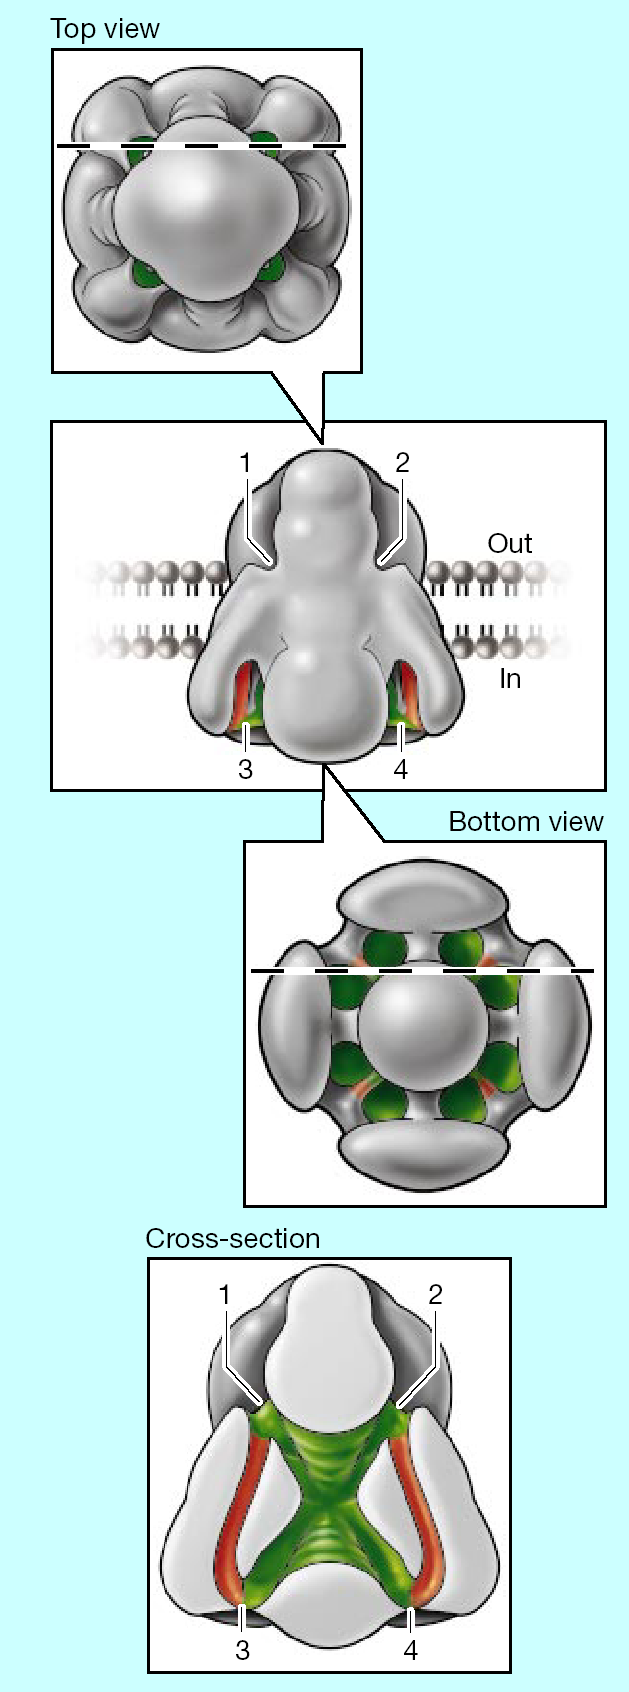 Top view
1 2
Out
In
3 4
Bottom view
Cross-section
1 2
3 4